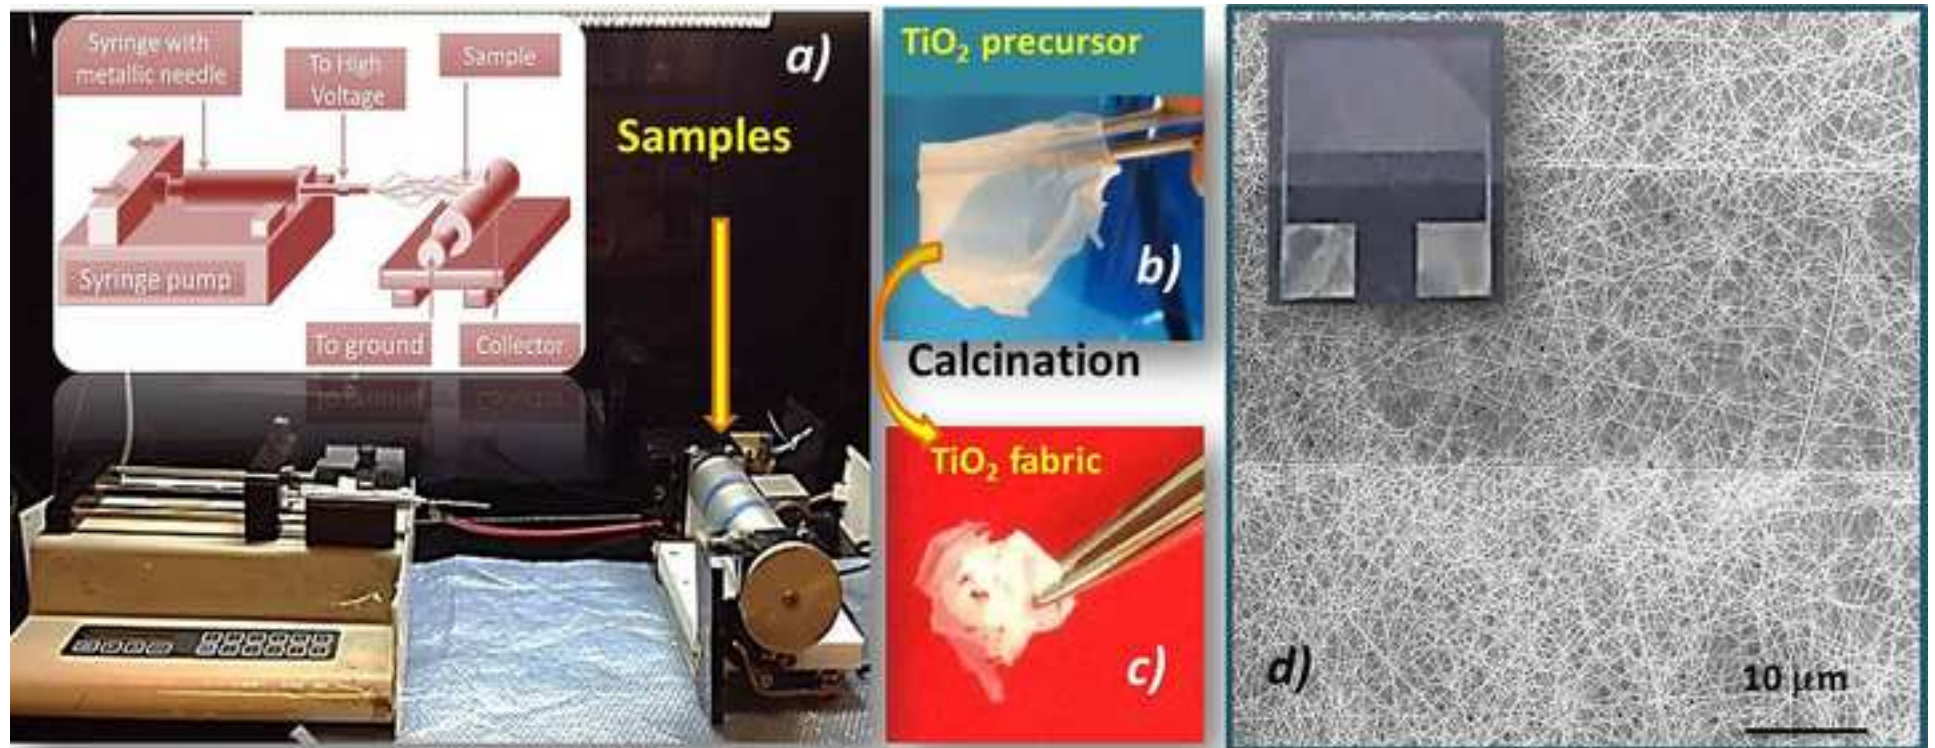 Syringe with
metallic needle
To High
Voltage
Sample
Syringe pump
To ground
Collector
a)
Samples
TiO₂ precursor
b)
Calcination
TiO₂ fabric
c)
d)
10 μm